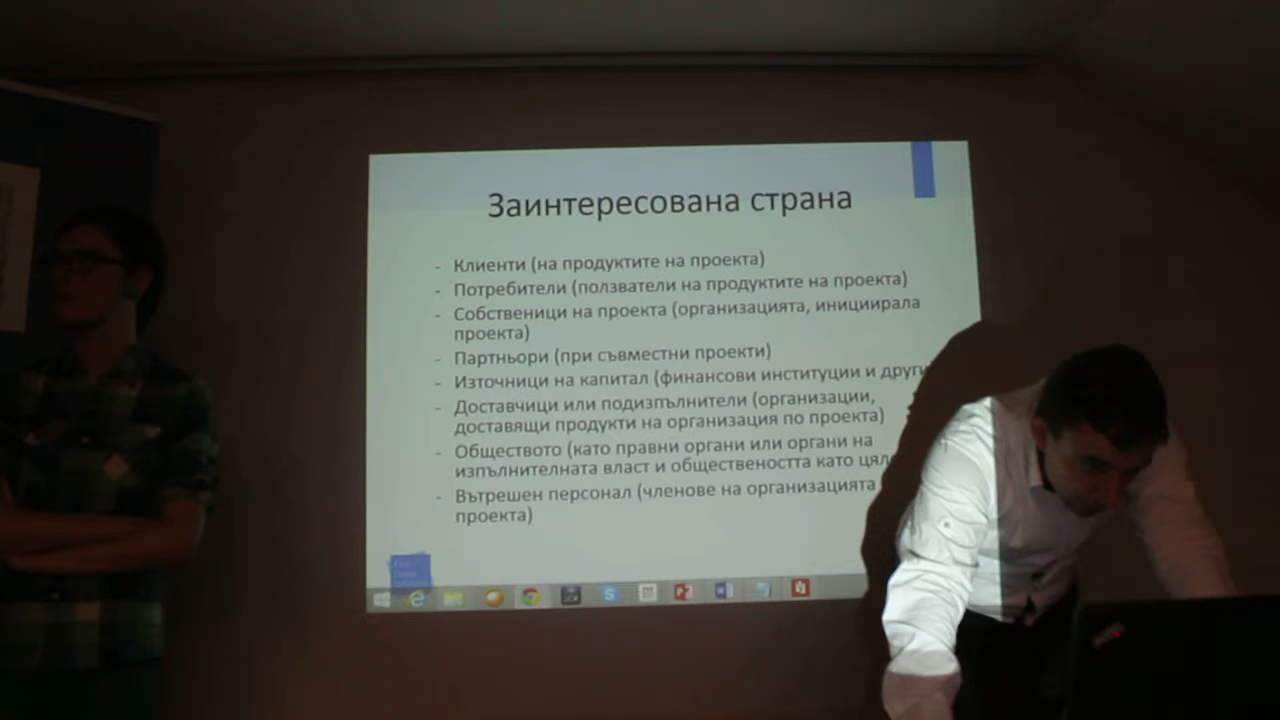 Заинтересована страна
- Клиенти (на продуктите на проекта)
- Потребители (ползватели на продуктите на проекта)
- Собственици на проекта (организацията, инициирала
проекта)
- Партньори (при съвместни проекти)
- Източници на капитал (финансови институции и други
- Доставчици или подизпълнители (организации,
доставящи продукти на организация по проекта)
- Обществото (като правни органи или органи на
изпълнителната власт и обществеността като
- Вътрешен персонал (членове на организацията
проекта)